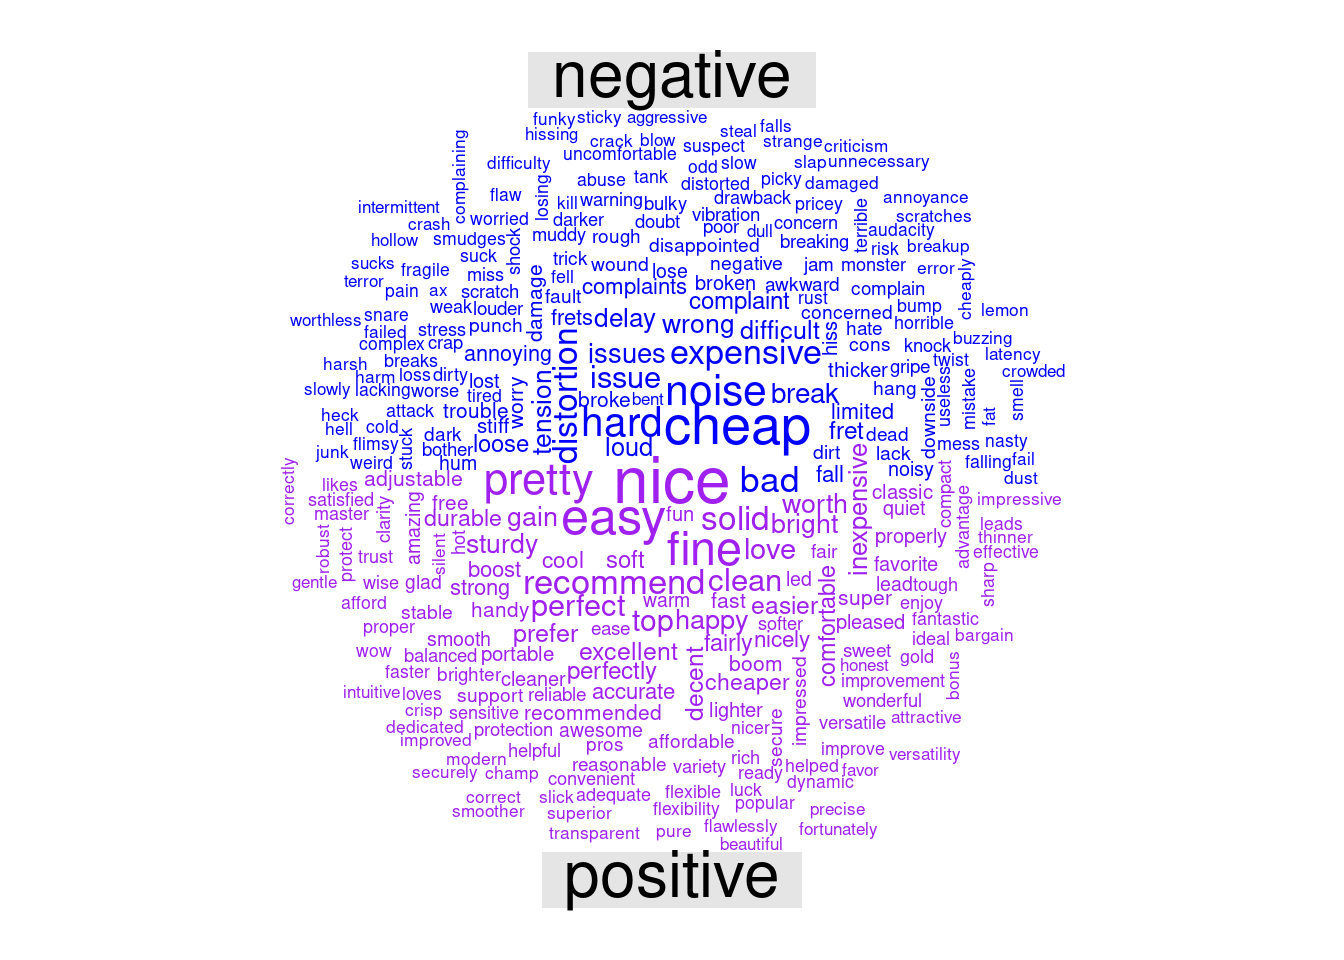 negative
funky sticky aggressive
hissing crack blow steal falls
suspect strange criticism
complaining difficulty uncomfortable odd slow slap unnecessary
flaw losing abuse tank distorted picky damaged
intermittent kill warning bulky drawback pricey annoyance
crash worried darker doubt vibration concern terrible scratches
hollow smudges shock muddy rough poor dull audacity
suck disappointed breaking risk breakup
sucks fragile miss trick wound lose negative jam monster error cheaply
terror pain ax scratch damage fell complaints broken awkward complain
fault complaint rust bump lemon
worthless snare weak louder frets delay wrong difficult concerned horrible
failed stress punch hiss hate
complex crap annoying distortion issues expensive cons knock buzzing
harsh breaks thicker gripe twist latency
harm loss dirty lost worry tension issue noise break hang crowded
slowly lacking worse tired broke bent downside useless mistake fat smell
heck attack trouble hard cheap limited
hell cold dark stiff loud fret dead
junk flimsy stuck bother loose dirt lack mess nasty
weird hum bad fall noisy falling fail
dust
correctly likes adjustable pretty nice inexpensive classic compact impressive
satisfied clarity amazing free easy worth quiet advantage
master durable gain fun solid bright leads
robust protect silent hot sturdy fine love fair properly thinner
trust cool soft effective
gentle wise glad boost recommend clean led comfortable favorite sharp
strong lead tough
afford stable handy perfect warm fast easier super enjoy
proper prefer ease top happy softer pleased fantastic
smooth fairly nicely ideal bargain
wow balanced portable excellent decent boom sweet gold bonus
faster brighter cleaner perfectly cheaper impressed honest
intuitive loves support reliable accurate improvement
crisp sensitive recommended lighter wonderful
dedicated protection awesome nicer secure versatile attractive
improved helpful pros affordable improve versatility
modern reasonable variety rich helped favor
securely champ convenient ready dynamic
correct slick adequate flexible luck
smoother superior flexibility popular precise
transparent pure flawlessly fortunately
beautiful
positive